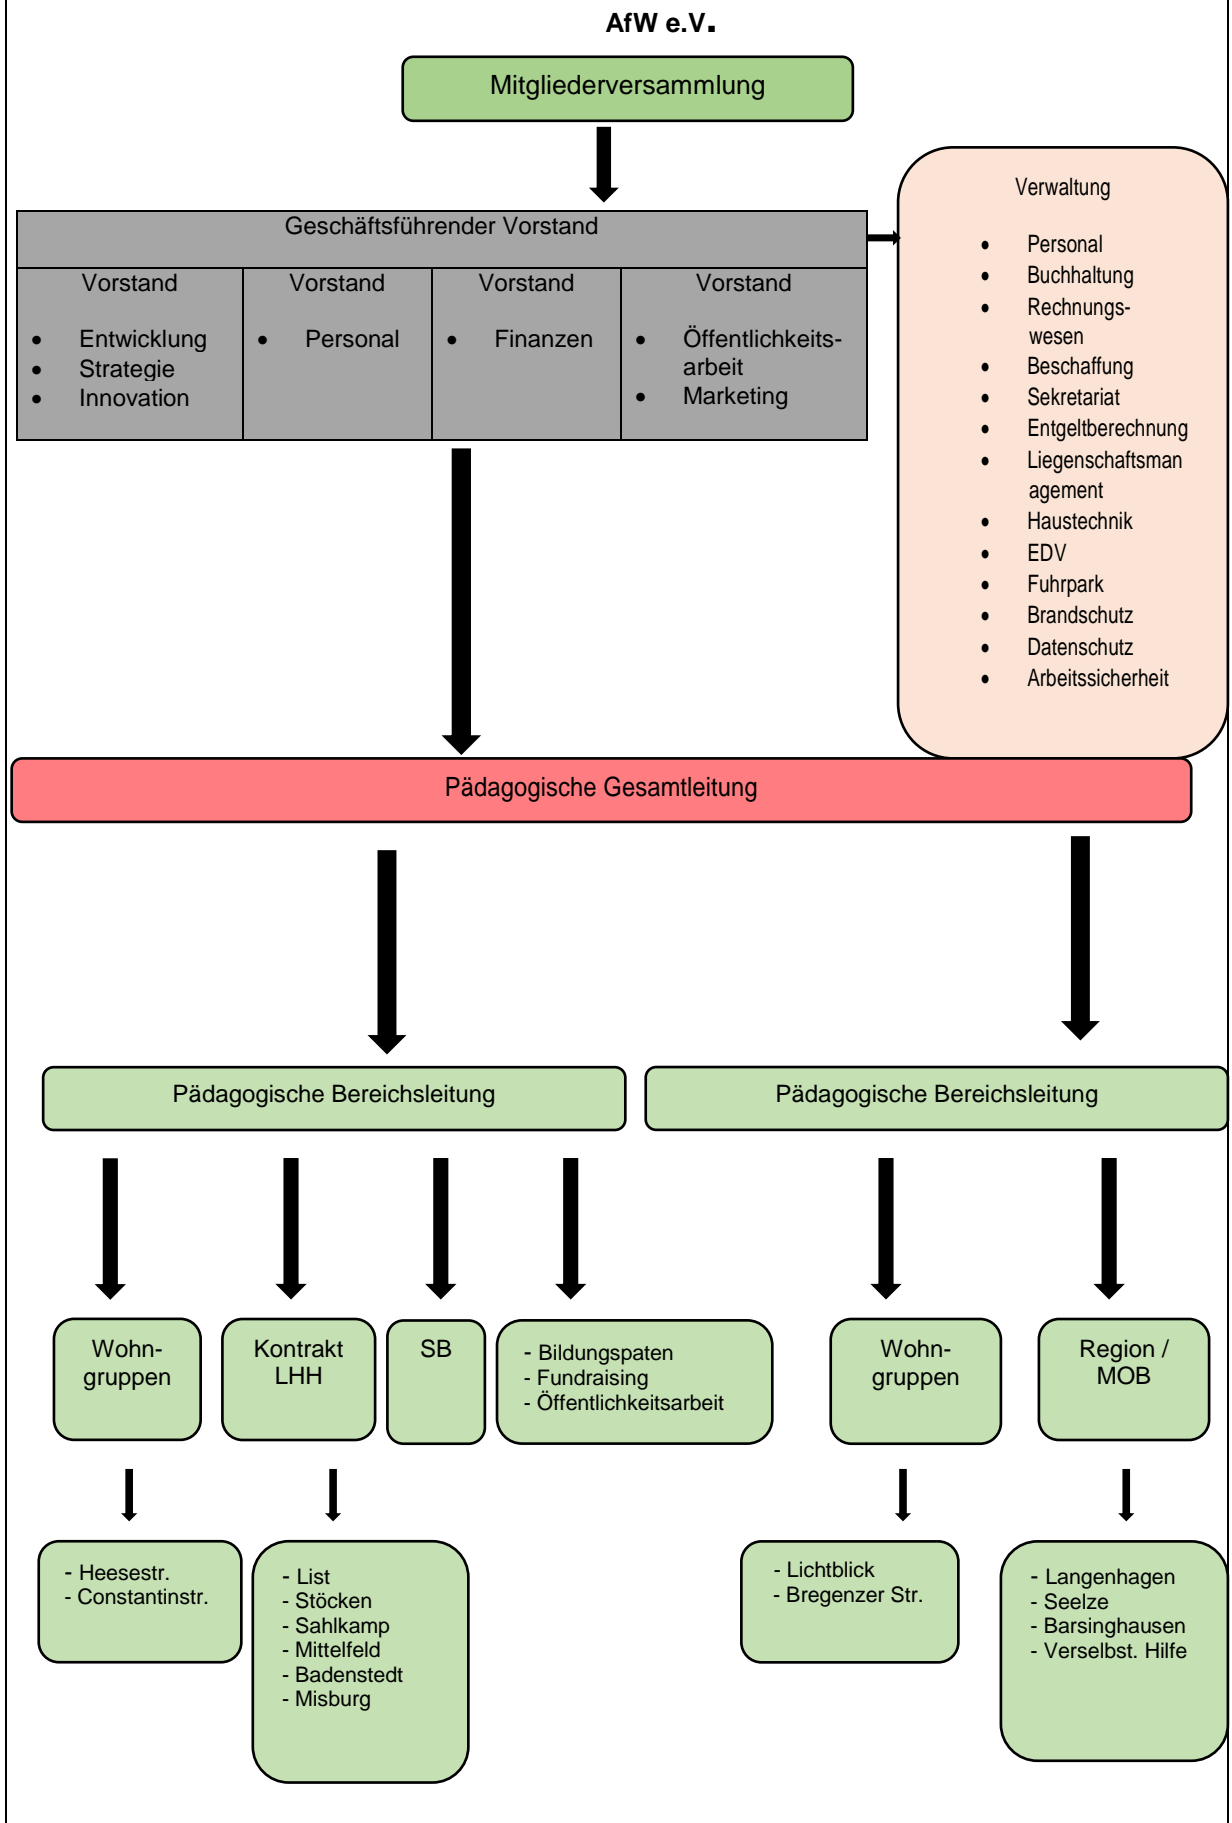 AfW e.V.
Mitgliederversammlung
Geschäftsführender Vorstand
Vorstand
• Entwicklung
• Strategie
• Innovation
Vorstand
• Personal
Vorstand
• Finanzen
Vorstand
• Öffentlichkeits-
arbeit
• Marketing
Verwaltung
• Personal
• Buchhaltung
• Rechnungs-
wesen
• Beschaffung
• Sekretariat
• Entgeltberechnung
• Liegenschaftsman
agement
• Haustechnik
• EDV
• Fuhrpark
• Brandschutz
• Datenschutz
• Arbeitssicherheit
Pädagogische Gesamtleitung
Pädagogische Bereichsleitung
Pädagogische Bereichsleitung
Wohn-
gruppen
Kontrakt
LHH
SB
- Bildungspaten
- Fundraising
- Öffentlichkeitsarbeit
Wohn-
gruppen
Region /
MOB
- Heesestr.
- Constantinstr.
- List
- Stöcken
- Sahlkamp
- Mittelfeld
- Badenstedt
- Misburg
- Lichtblick
- Bregenzer Str.
- Langenhagen
- Seelze
- Barsinghausen
- Verselbst. Hilfe